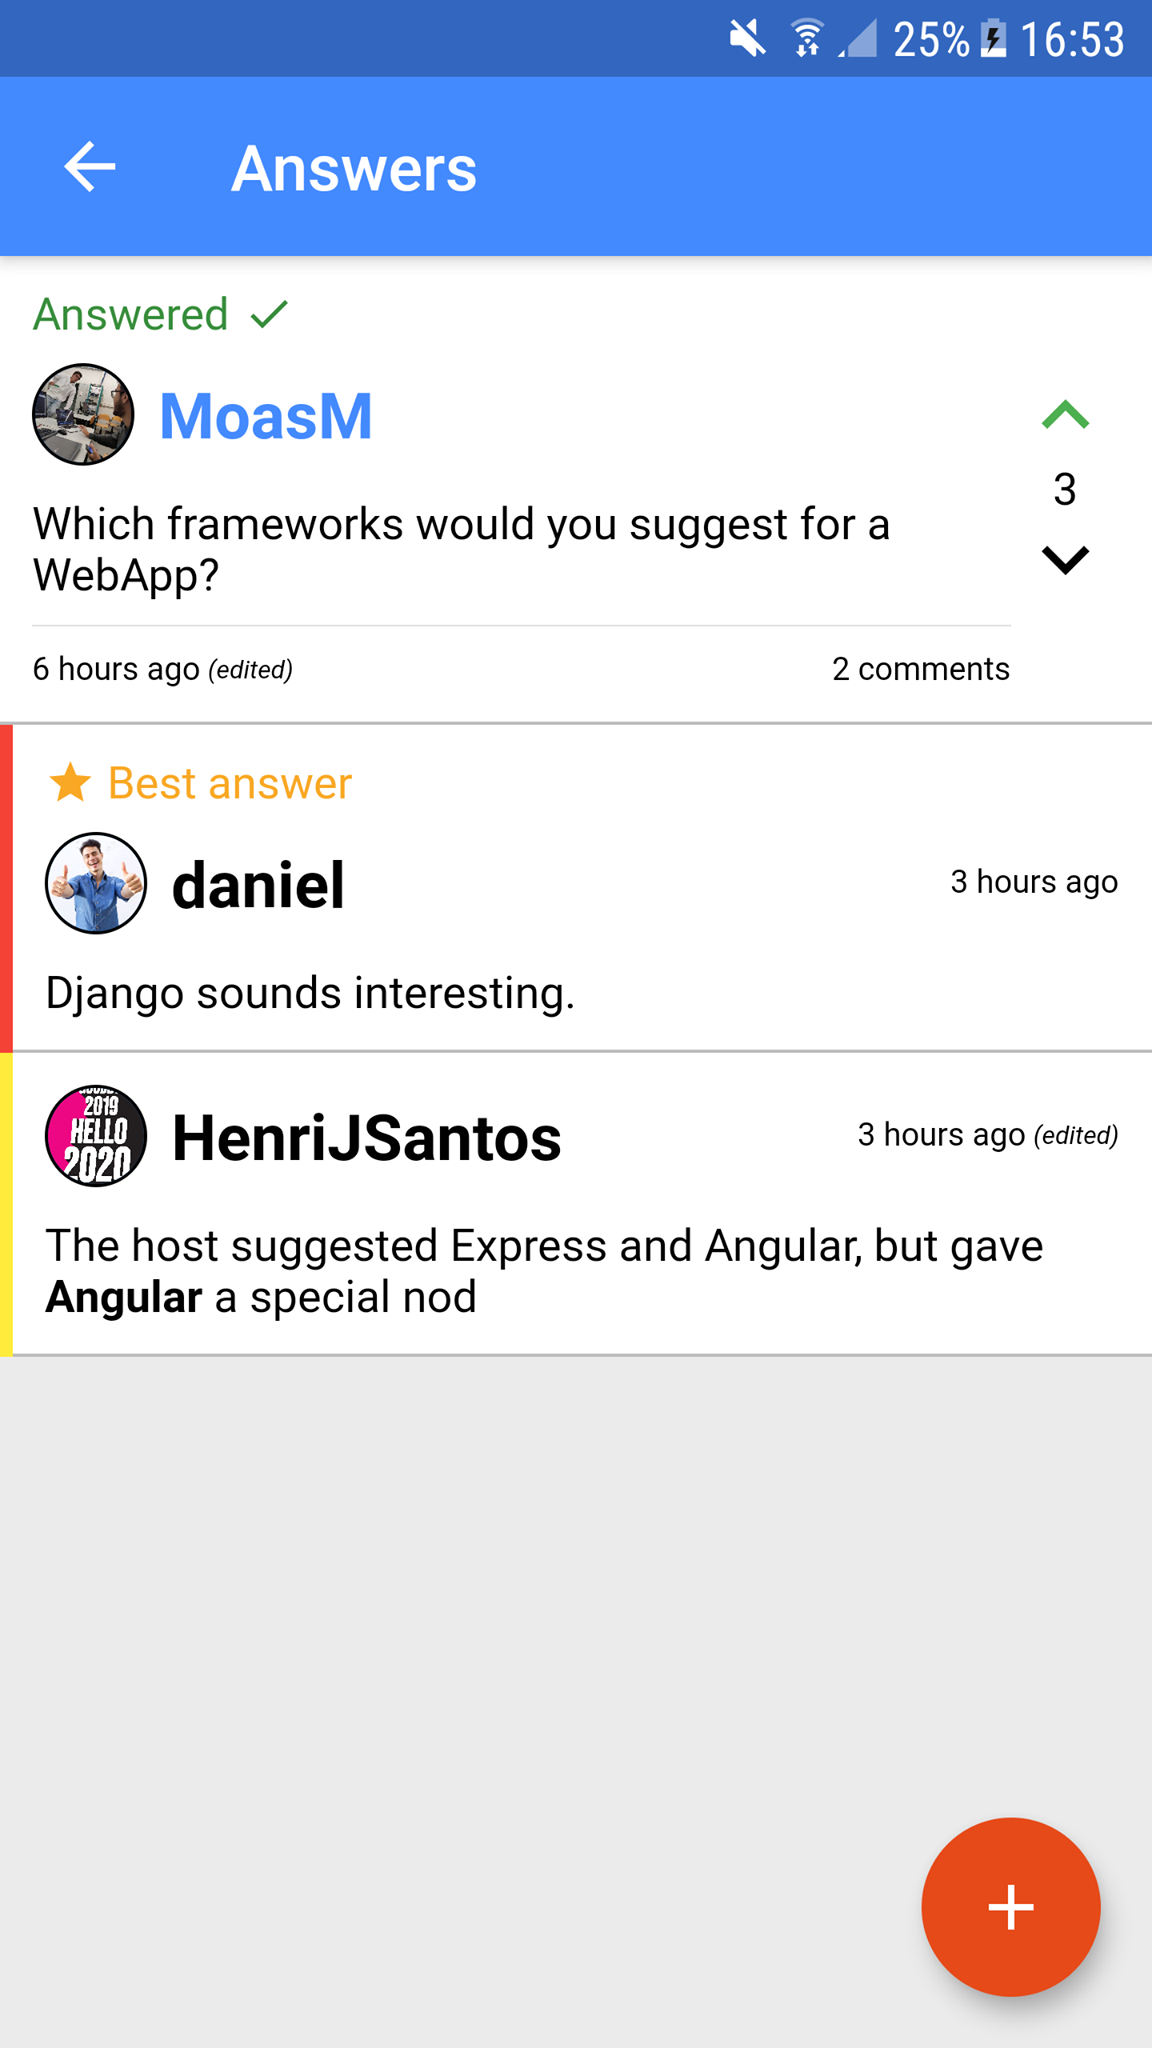 25% 16:53
Answers
Answered
MoasM
3
Which frameworks would you suggest for a
WebApp?
6 hours ago (edited) 2 comments
Best answer
daniel 3 hours ago
Django sounds interesting.
2019
HELLO
2020
HenriJSantos 3 hours ago (edited)
The host suggested Express and Angular, but gave
Angular a special nod